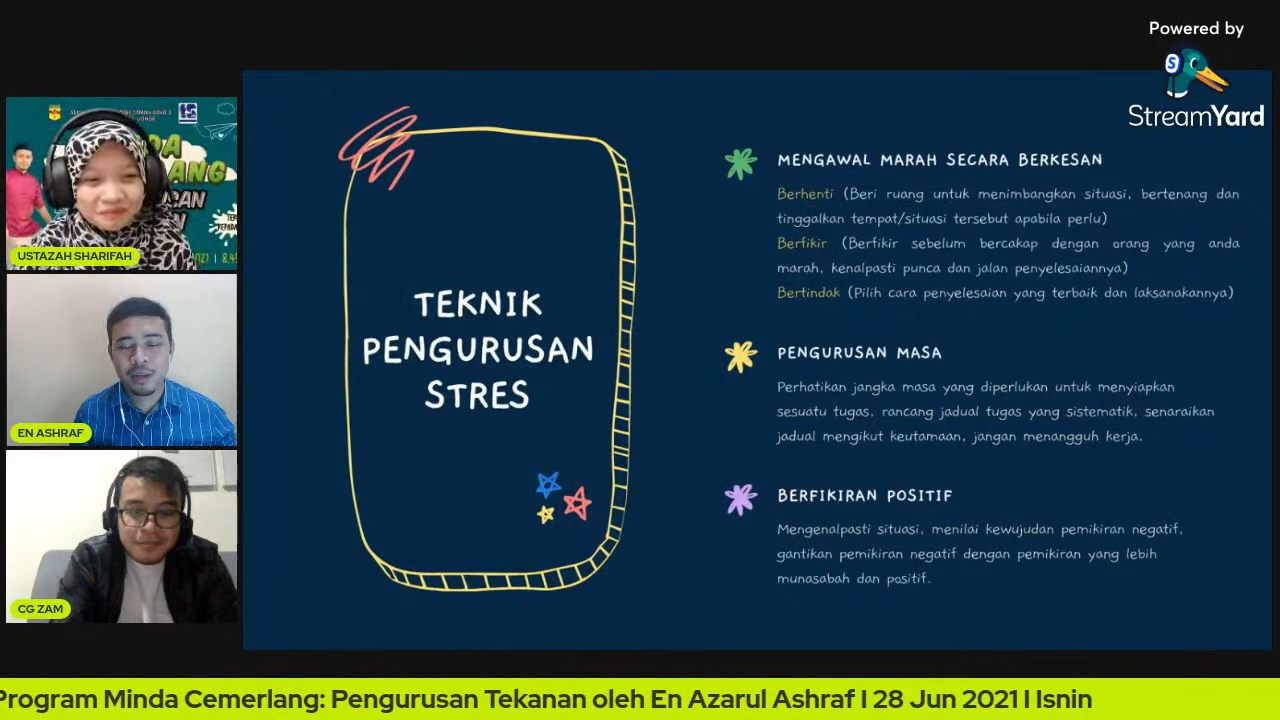 Powered by
StreamYard
USTAZAH SHARIFAH
EN ASHRAF
CG ZAM
TEKNIK
PENGURUSAN
STRES
MENGAWAL MARAH SECARA BERKESAN
Berhenti (Beri ruang untuk menimbangkan situasi, bertenang dan
tinggalkan tempat/situasi tersebut apabila perlu)
Berfikir (Berfikir sebelum bercakap dengan orang yang anda
marah, kenalpasti punca dan jalan penyelesaiannya)
Bertindak (Pilih cara penyelesaian yang terbaik dan laksanakannya)
PENGURUSAN MASA
Perhatikan jangka masa yang diperlukan untuk menyiapkan
sesuatu tugas, rancang jadual tugas yang sistematik, senaraikan
jadual mengikut keutamaan, jangan menangguh kerja.
BERFIKIRAN POSITIF
Mengenalpasti situasi, menilai kewujudan pemikiran negatif,
gantikan pemikiran negatif dengan pemikiran yang lebih
munasabah dan positif.
Program Minda Cemerlang: Pengurusan Tekanan oleh En Azarul Ashraf I 28 Jun 2021 I Isnin